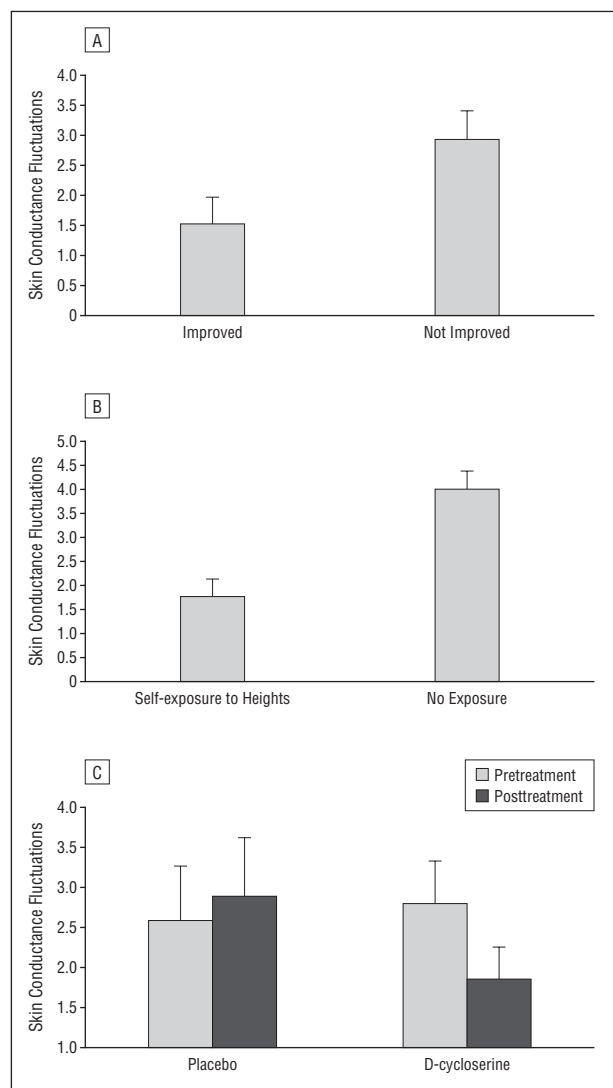 A
Skin Conductance Fluctuations
4.0
3.5
3.0
2.5
2.0
1.5
1.0
0.5
0
Improved
Not Improved
B
Skin Conductance Fluctuations
5.0
4.5
4.0
3.5
3.0
2.5
2.0
1.5
1.0
0.5
0
Self-exposure to Heights
No Exposure
C
Pretreatment
Posttreatment
Skin Conductance Fluctuations
4.0
3.5
3.0
2.5
2.0
1.5
1.0
Placebo
D-cycloserine